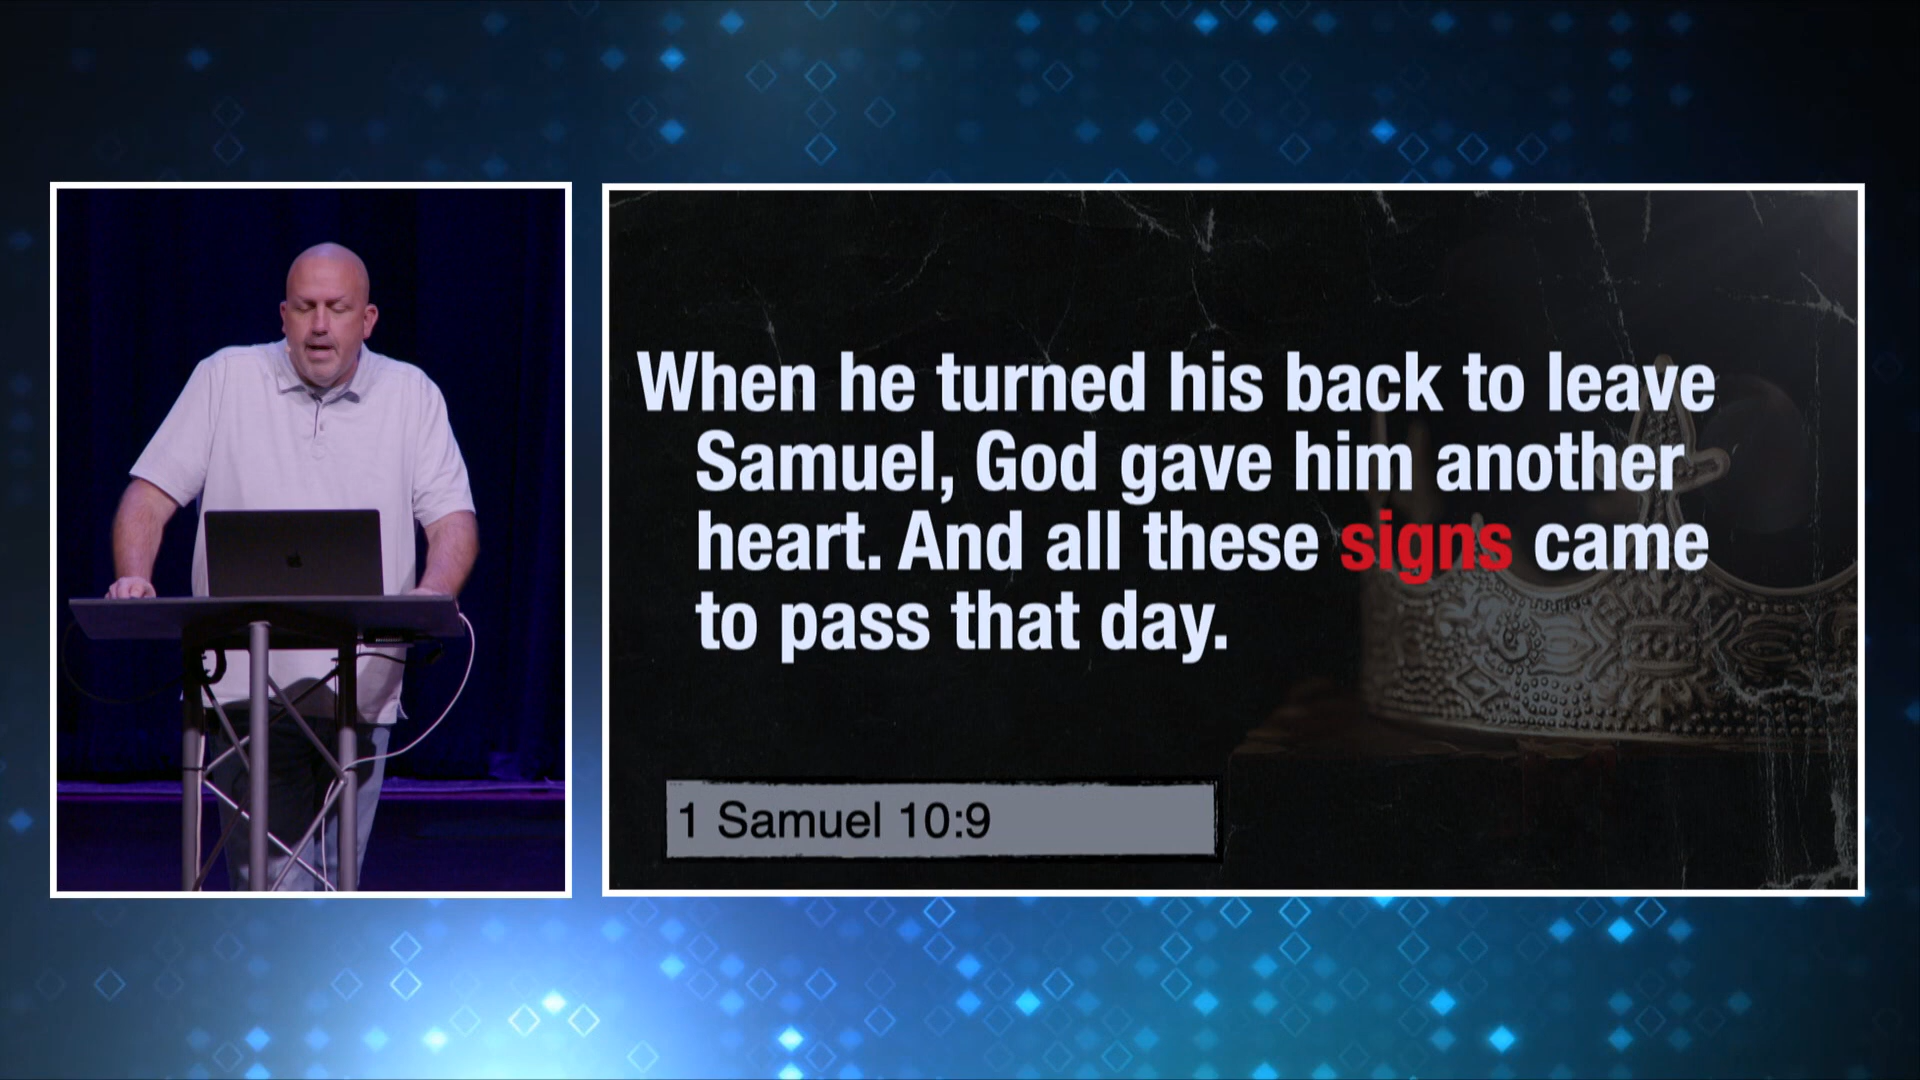 When he turned his back to leave
Samuel, God gave him another
heart. And all these signs came
to pass that day.
1 Samuel 10:9